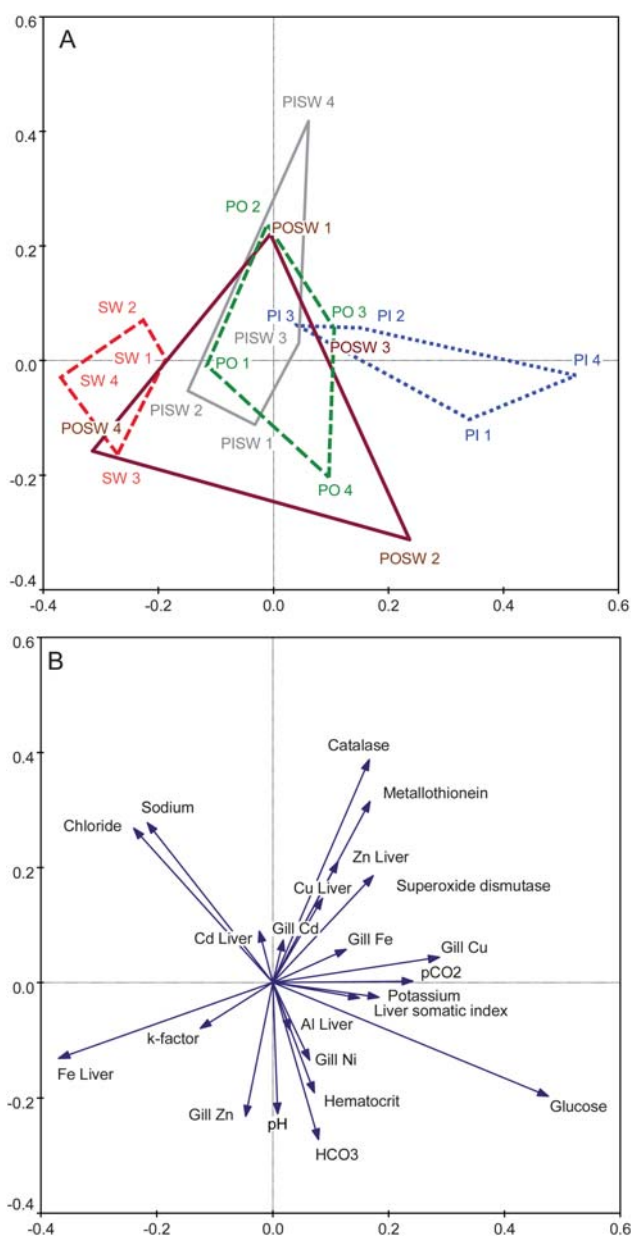 0.6
A
PISW 4
0.4
PO 2
POSW 1
0.2
SW 2
PI 3
PO 3
PI 2
PISW 3
POSW 3
SW 1
0.0
PO 1
PI 4
SW 4
PISW 2
POSW 4
PISW 1
PI 1
SW 3
-0.2
PO 4
POSW 2
-0.4
-0.4 -0.2 0.0 0.2 0.4 0.6
0.6
B
Catalase
0.4
Metallothionein
Sodium
Chloride
Zn Liver
0.2
Cu Liver
Superoxide dismutase
Gill Cd
Cd Liver
Gill Fe
Gill Cu
pCO2
0.0
Potassium
Liver somatic index
Al Liver
k-factor
Gill Ni
Fe Liver
Hematocrit
Glucose
-0.2
Gill Zn
pH
HCO3
-0.4
-0.4 -0.2 0.0 0.2 0.4 0.6